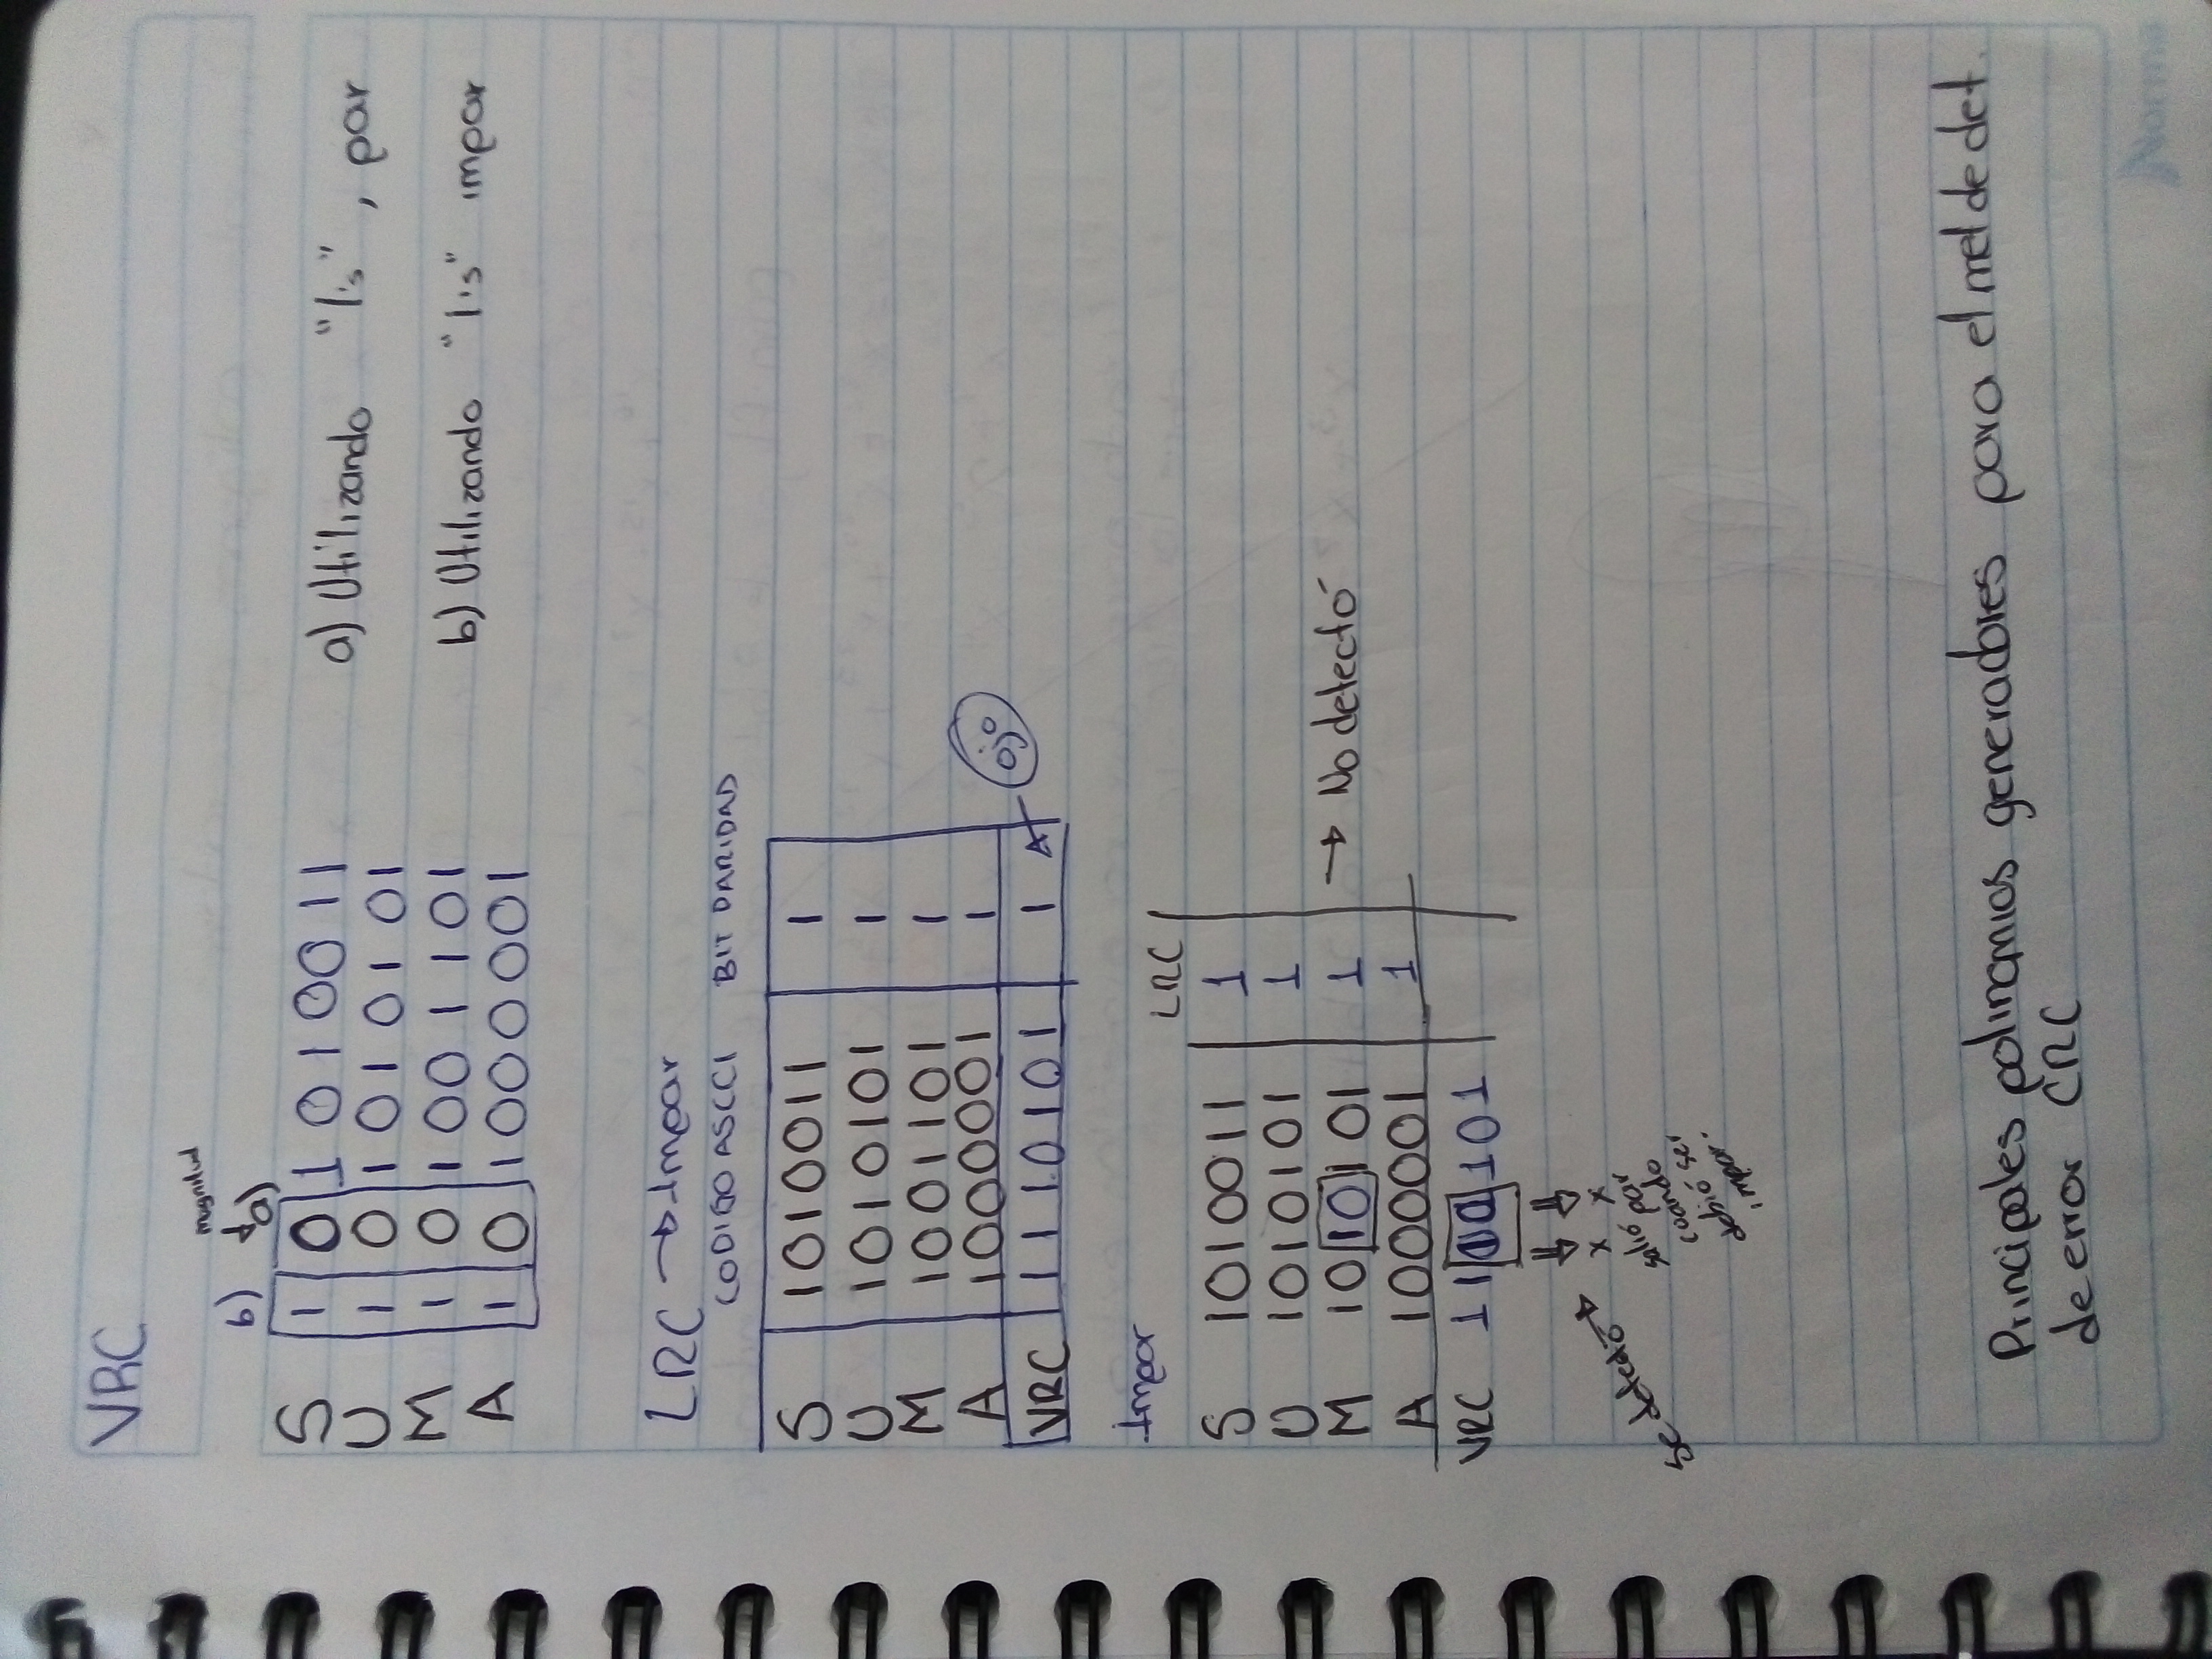 VRC
magnitud
b) a)
S 1 0 1010011
U 1 0 1010101
M 1 0 1001101
A 1 0 1000001
a) Utilizando "1's", par
b) Utilizando "1's" impar
LRC → Impar
CODIGO ASCCI BIT PARIDAD
S 1010011 1
U 1010101 1
M 1001101 1
A 1000001 1
VRC 1110101 1
ojo
Impar
LRC
S 1010011 1
U 1010101 1
M 1010101 1 → No detectó
A 1000001 1
VRC 1100101
x x
Se detectó
salió par
cuando
debió ser
impar.
Principales polinomios generadores para el met de det.
de error CRC
Norma